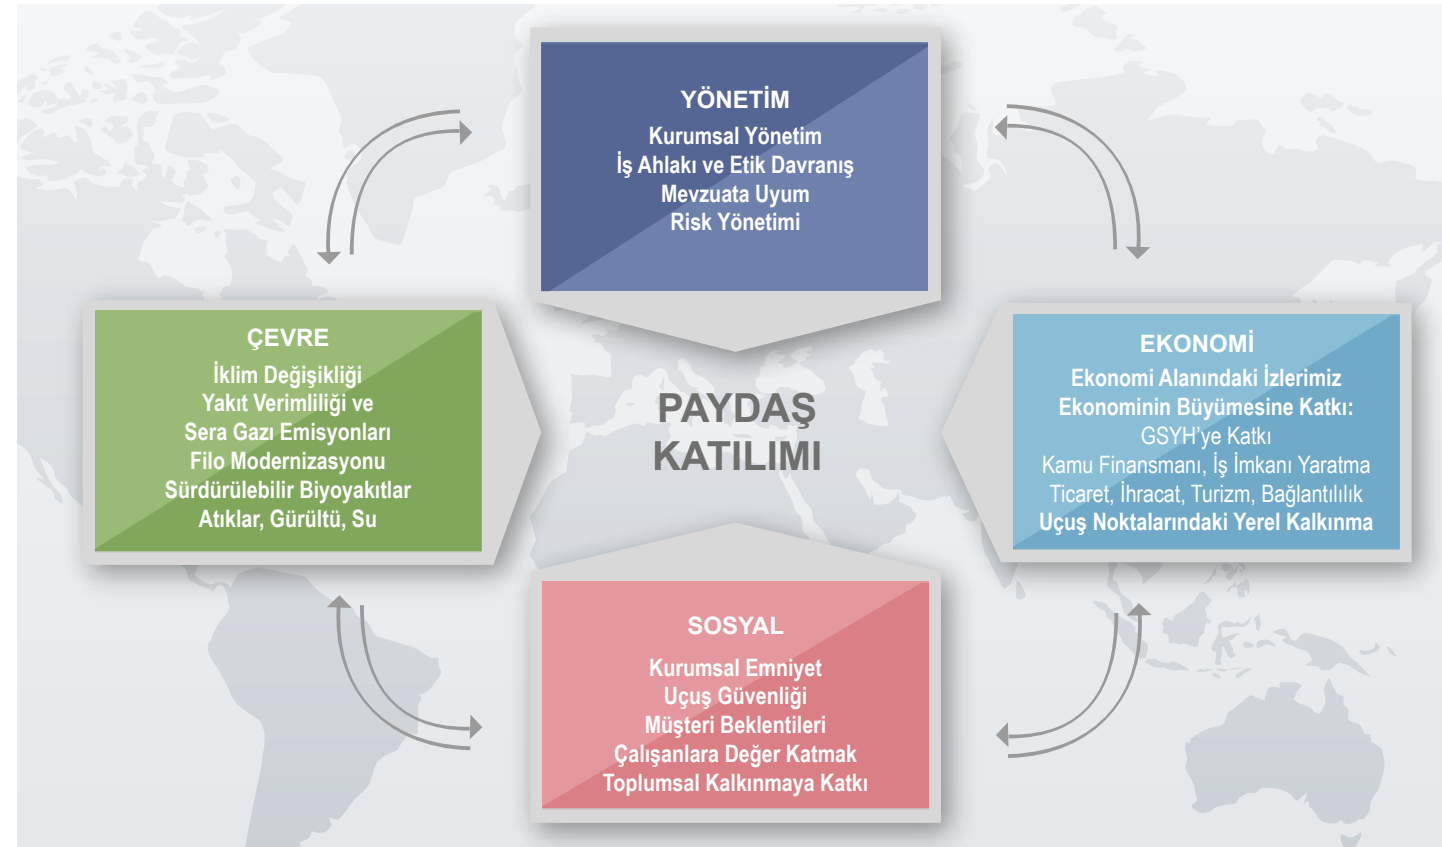 YÖNETİM
Kurumsal Yönetim
İş Ahlakı ve Etik Davranış
Mevzuata Uyum
Risk Yönetimi
ÇEVRE
İklim Değişikliği
Yakıt Verimliliği ve
Sera Gazı Emisyonları
Filo Modernizasyonu
Sürdürülebilir Biyoyakıtlar
Atıklar, Gürültü, Su
PAYDAŞ
KATILIMI
EKONOMİ
Ekonomi Alanındaki İzlerimiz
Ekonominin Büyümesine Katkı:
GSYH'ye Katkı
Kamu Finansmanı, İş İmkanı Yaratma
Ticaret, İhracat, Turizm, Bağlantılılık
Uçuş Noktalarındaki Yerel Kalkınma
SOSYAL
Kurumsal Emniyet
Uçuş Güvenliği
Müşteri Beklentileri
Çalışanlara Değer Katmak
Toplumsal Kalkınmaya Katkı